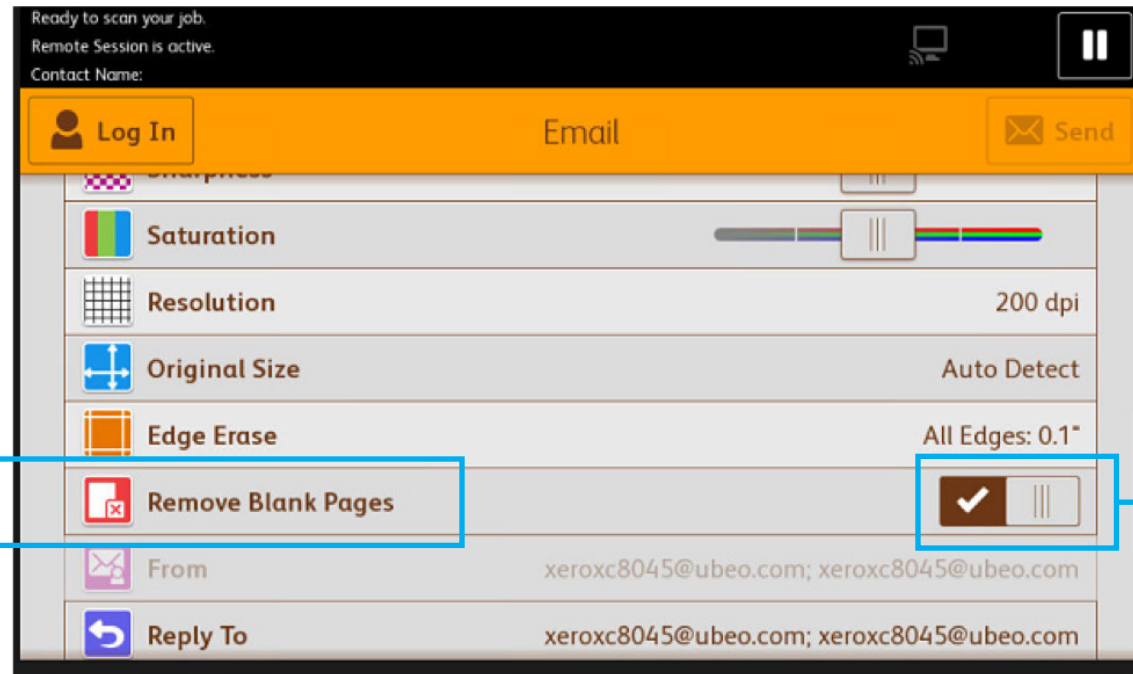 Ready to scan your job.
Remote Session is active.
Contact Name:
Log In Email Send
Sharpness
Saturation
Resolution 200 dpi
Original Size Auto Detect
Edge Erase All Edges: 0.1"
Remove Blank Pages
From xeroxc8045@ubeo.com; xeroxc8045@ubeo.com
Reply To xeroxc8045@ubeo.com; xeroxc8045@ubeo.com